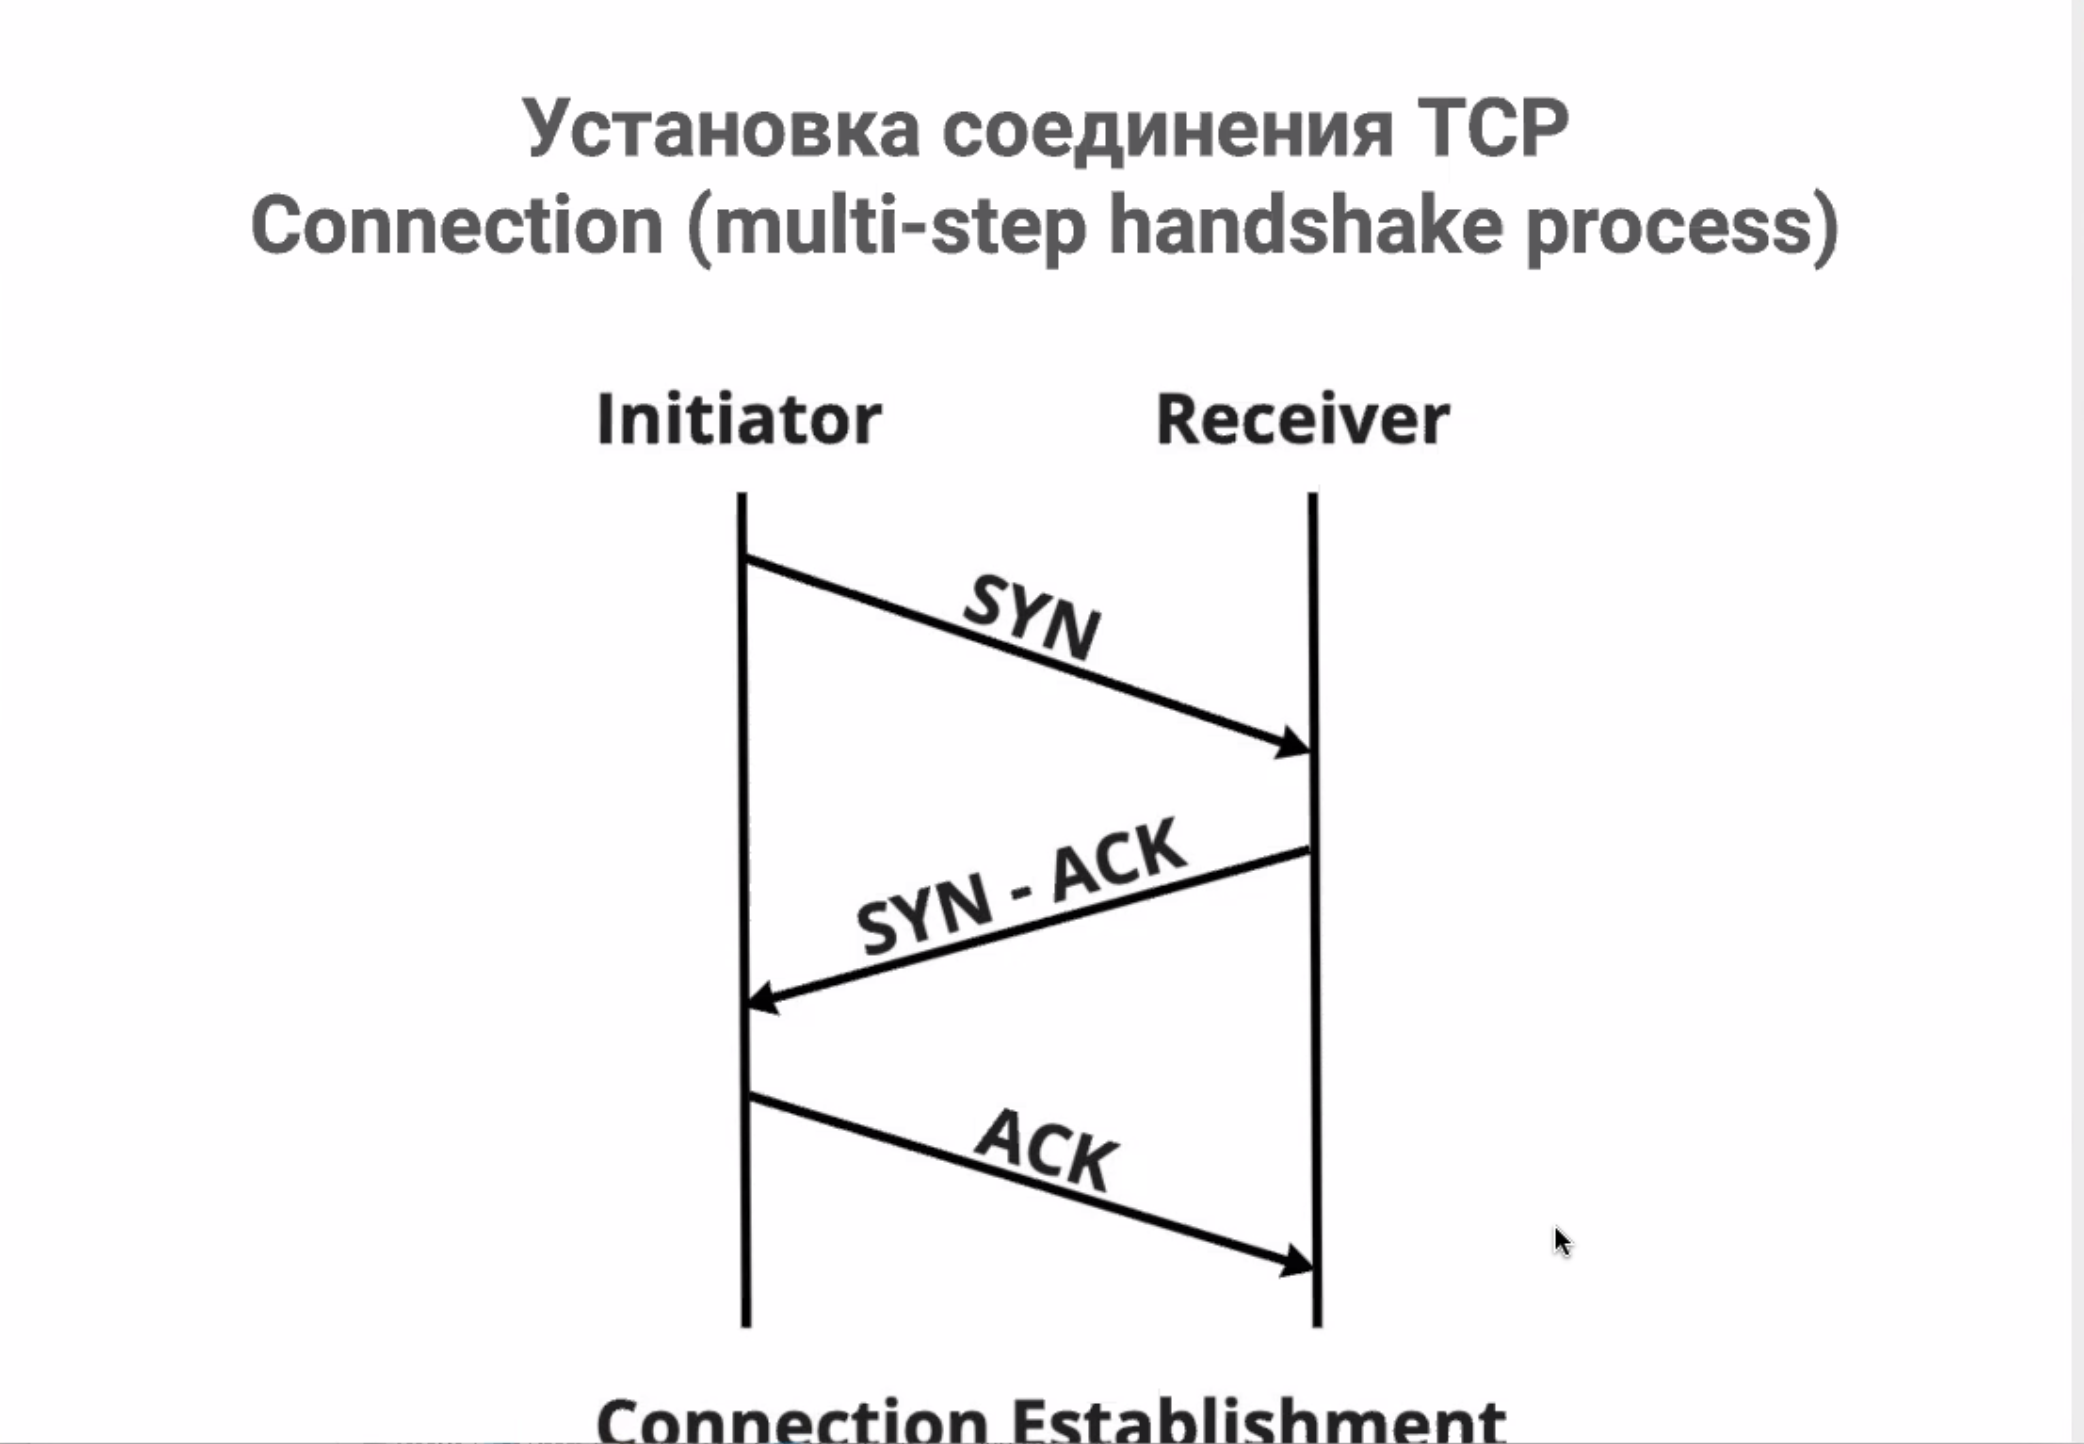 Установка соединения TCP
Connection (multi-step handshake process)
Initiator
Receiver
SYN
SYN - ACK
ACK
Connection Establishment